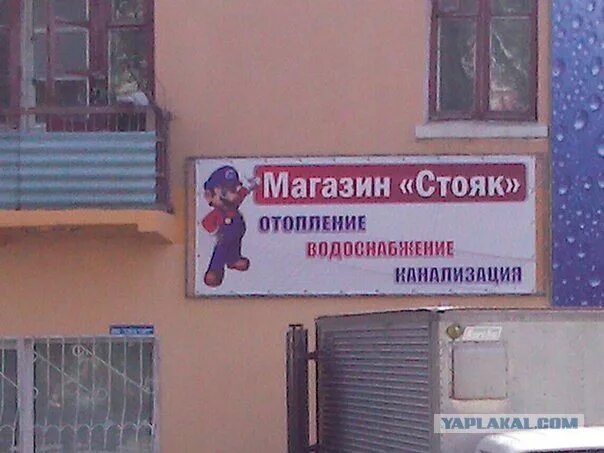 Магазин «Стояк»
ОТОПЛЕНИЕ
ВОДОСНАБЖЕНИЕ
КАНАЛИЗАЦИЯ
YAPLAKAL.COM